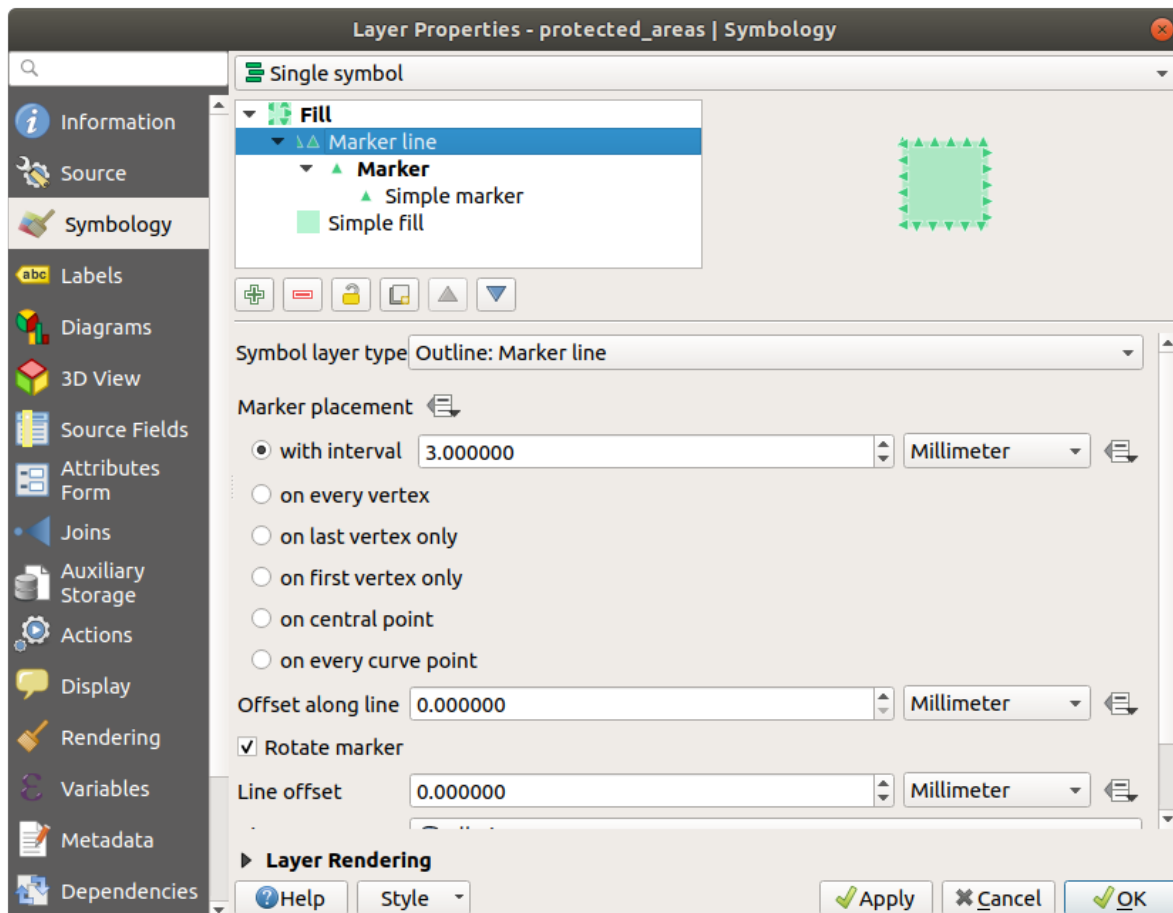 Layer Properties - protected_areas | Symbology
Information
Source
Symbology
abc Labels
Diagrams
3D View
Source Fields
Attributes
Form
Joins
Auxiliary
Storage
Actions
Display
Rendering
Variables
Metadata
Dependencies
Single symbol
Fill
Marker line
Marker
Simple marker
Simple fill
Symbol layer type Outline: Marker line
Marker placement
with interval 3.000000 Millimeter
on every vertex
on last vertex only
on first vertex only
on central point
on every curve point
Offset along line 0.000000 Millimeter
Rotate marker
Line offset 0.000000 Millimeter
Layer Rendering
Help Style Apply Cancel OK